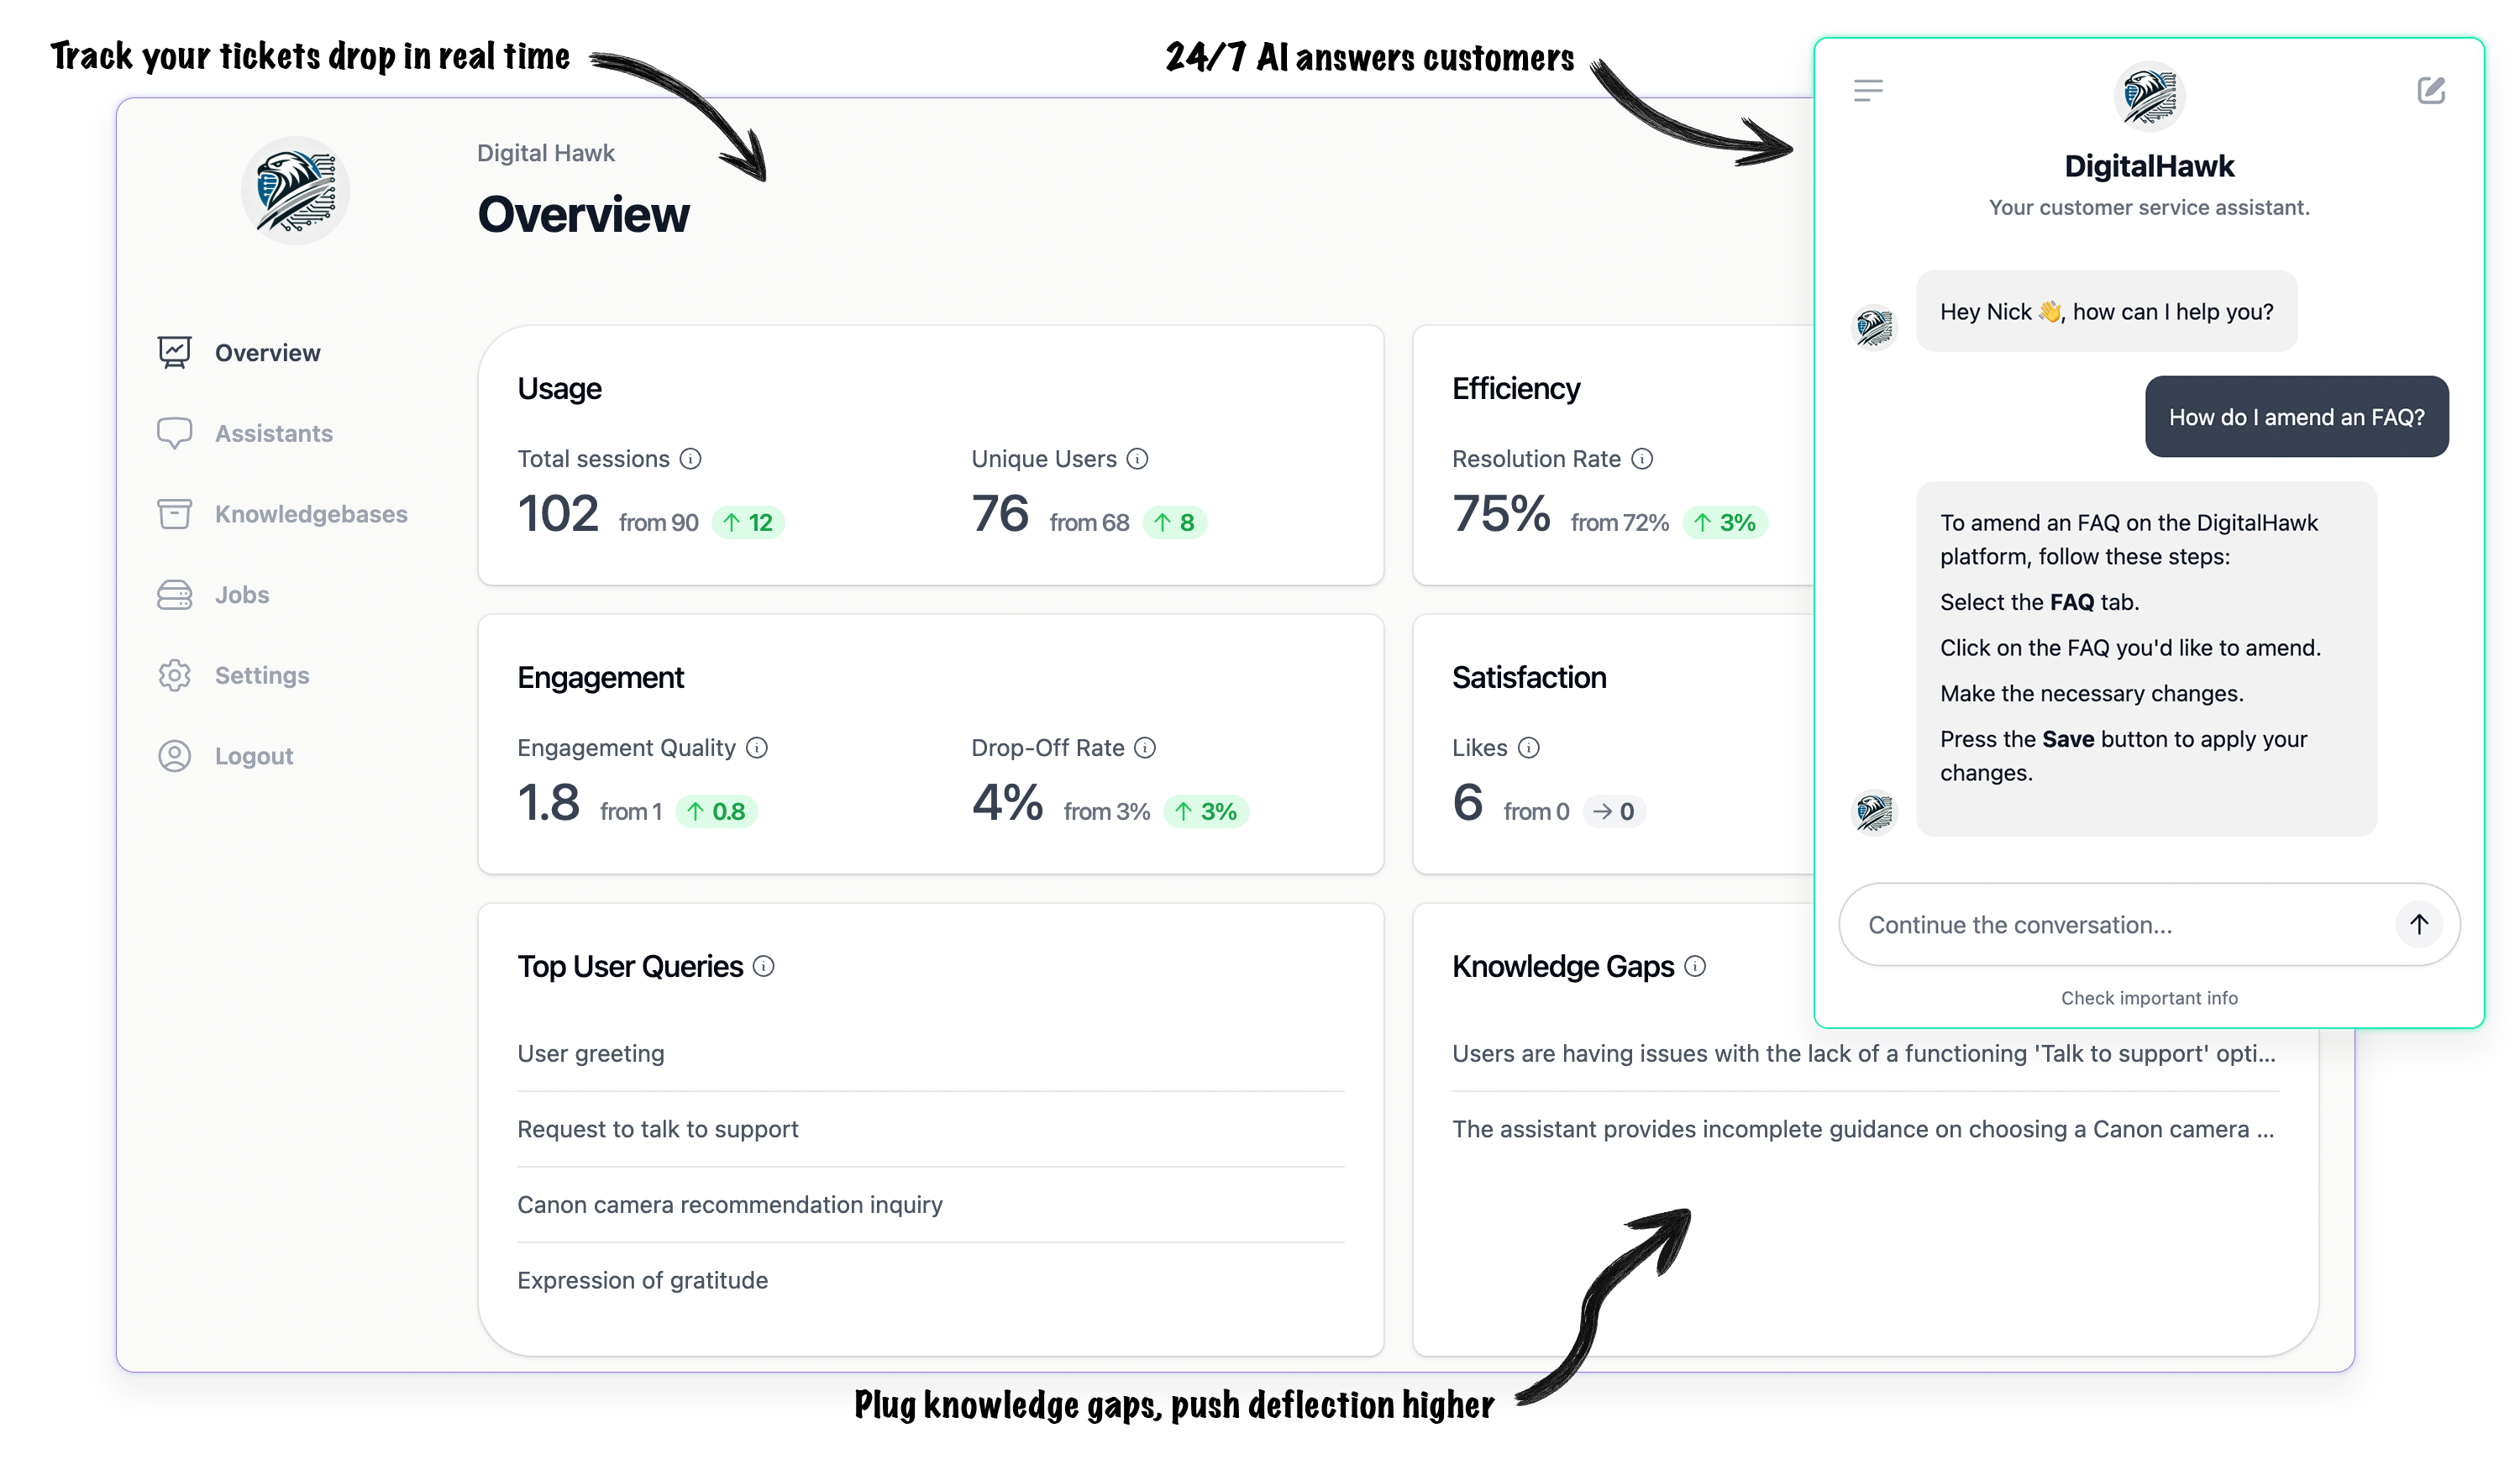 Track your tickets drop in real time
24/7 AI answers customers
Digital Hawk
Overview
Overview
Assistants
Knowledgebases
Jobs
Settings
Logout
Usage
Total sessions
102 from 90 ↑ 12
Unique Users
76 from 68 ↑ 8
Efficiency
Resolution Rate
75% from 72% ↑ 3%
Engagement
Engagement Quality
1.8 from 1 ↑ 0.8
Drop-Off Rate
4% from 3% ↑ 3%
Satisfaction
Likes
6 from 0 → 0
Top User Queries
User greeting
Request to talk to support
Canon camera recommendation inquiry
Expression of gratitude
Knowledge Gaps
Users are having issues with the lack of a functioning 'Talk to support' opti...
The assistant provides incomplete guidance on choosing a Canon camera ...
DigitalHawk
Your customer service assistant.
Hey Nick 👋, how can I help you?
How do I amend an FAQ?
To amend an FAQ on the DigitalHawk
platform, follow these steps:
Select the FAQ tab.
Click on the FAQ you'd like to amend.
Make the necessary changes.
Press the Save button to apply your
changes.
Continue the conversation...
Check important info
Plug knowledge gaps, push deflection higher